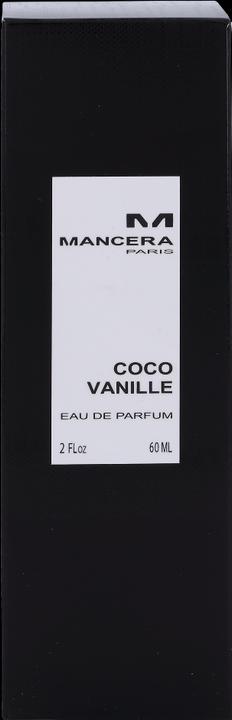 M
MANCERA
PARIS
COCO
VANILLE
EAU DE PARFUM
2 FLoz 60 ML